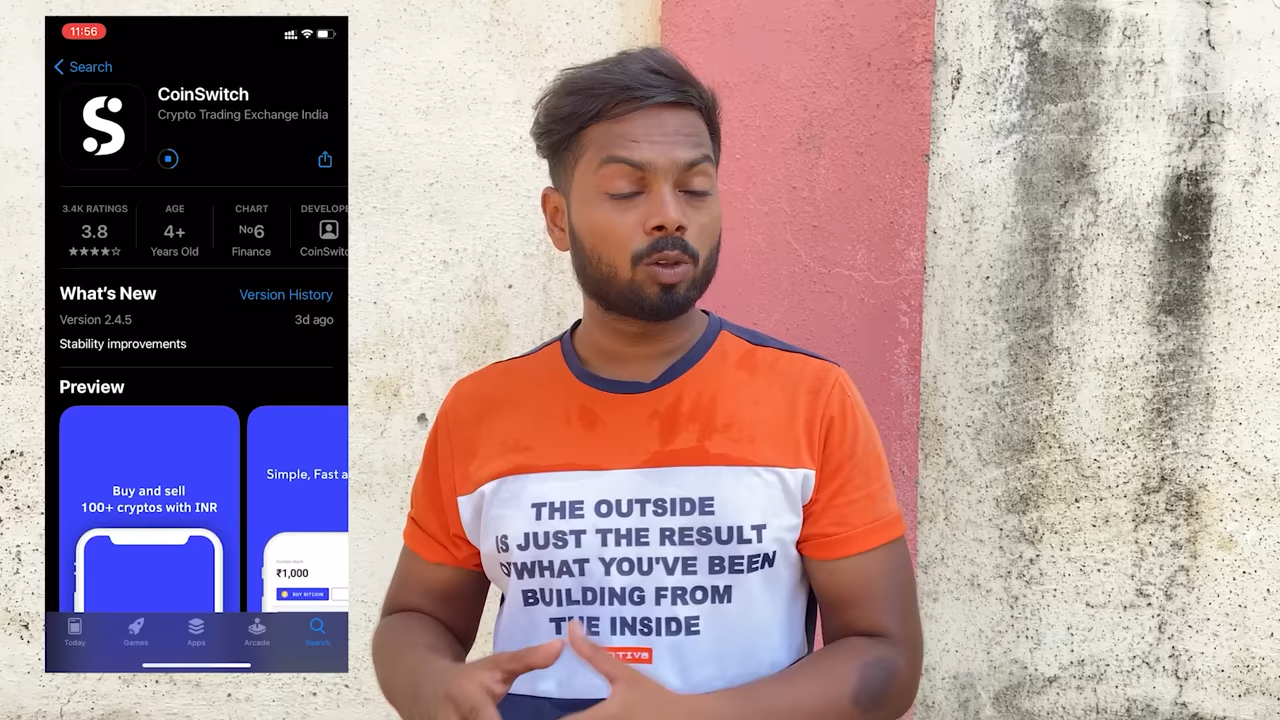 11:56
Search
CoinSwitch
Crypto Trading Exchange India
3.4K RATINGS
3.8
AGE
4+
Years Old
CHART
No6
Finance
What's New
Version History
Version 2.4.5
3d ago
Stability improvements
Preview
Buy and sell
100+ cryptos with INR
Simple, Fast a
₹1,000
BUY BITCOIN
Today
Games
Apps
Arcade
Search
THE OUTSIDE
IS JUST THE RESULT
WHAT YOU'VE BEEN
BUILDING FROM
THE INSIDE